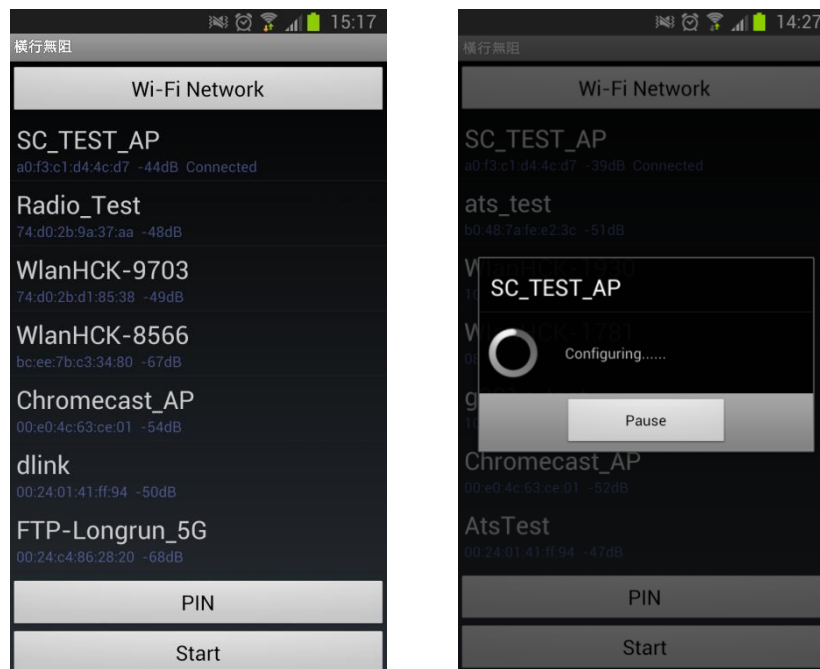 15:17
橫行無阻
Wi-Fi Network
SC_TEST_AP
a0:f3:c1:d4:4c:d7 -44dB Connected
Radio_Test
74:d0:2b:9a:37:aa -48dB
WlanHCK-9703
74:d0:2b:d1:85:38 -49dB
WlanHCK-8566
bc:ee:7b:c3:34:80 -67dB
Chromecast_AP
00:e0:4c:63:ce:01 -54dB
dlink
00:24:01:41:ff:94 -50dB
FTP-Longrun_5G
00:24:c4:86:28:20 -68dB
PIN
Start
14:27
橫行無阻
Wi-Fi Network
SC_TEST_AP
a0:f3:c1:d4:4c:d7 -39dB Connected
ats_test
b0:48:7a:fe:e2:3c -51dB
WlanHCK-1930
SC_TEST_AP
WlanHCK-1781
Configuring......
Pause
Chromecast_AP
00:e0:4c:63:ce:01 -52dB
AtsTest
00:24:01:41:ff:94 -47dB
PIN
Start